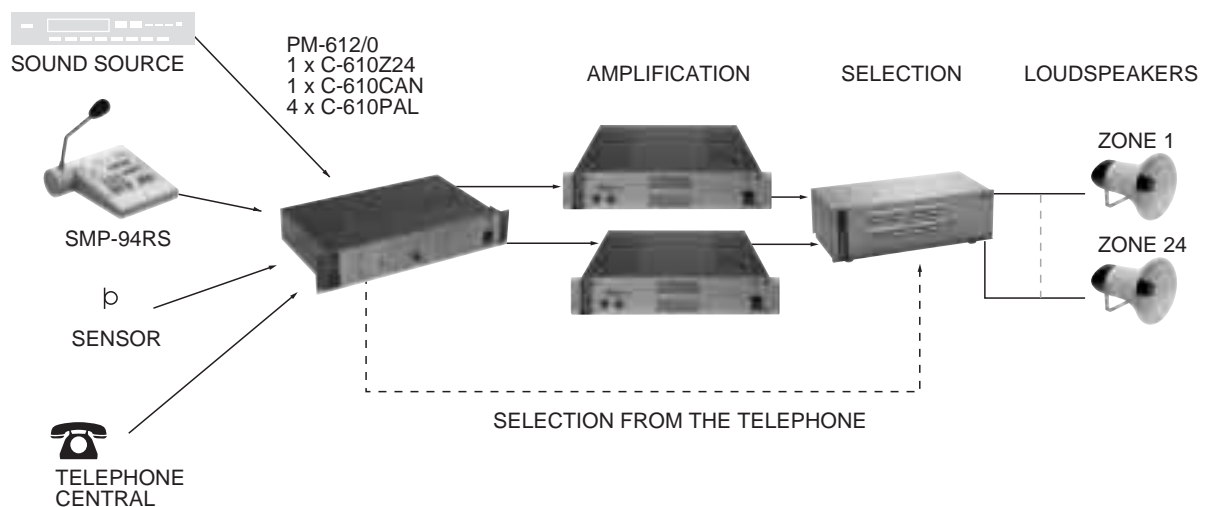 SOUND SOURCE
PM-612/0
1 x C-610Z24
1 x C-610CAN
4 x C-610PAL
AMPLIFICATION
SELECTION
LOUDSPEAKERS
ZONE 1
SMP-94RS
ZONE 24
þ
SENSOR
SELECTION FROM THE TELEPHONE
TELEPHONE
CENTRAL